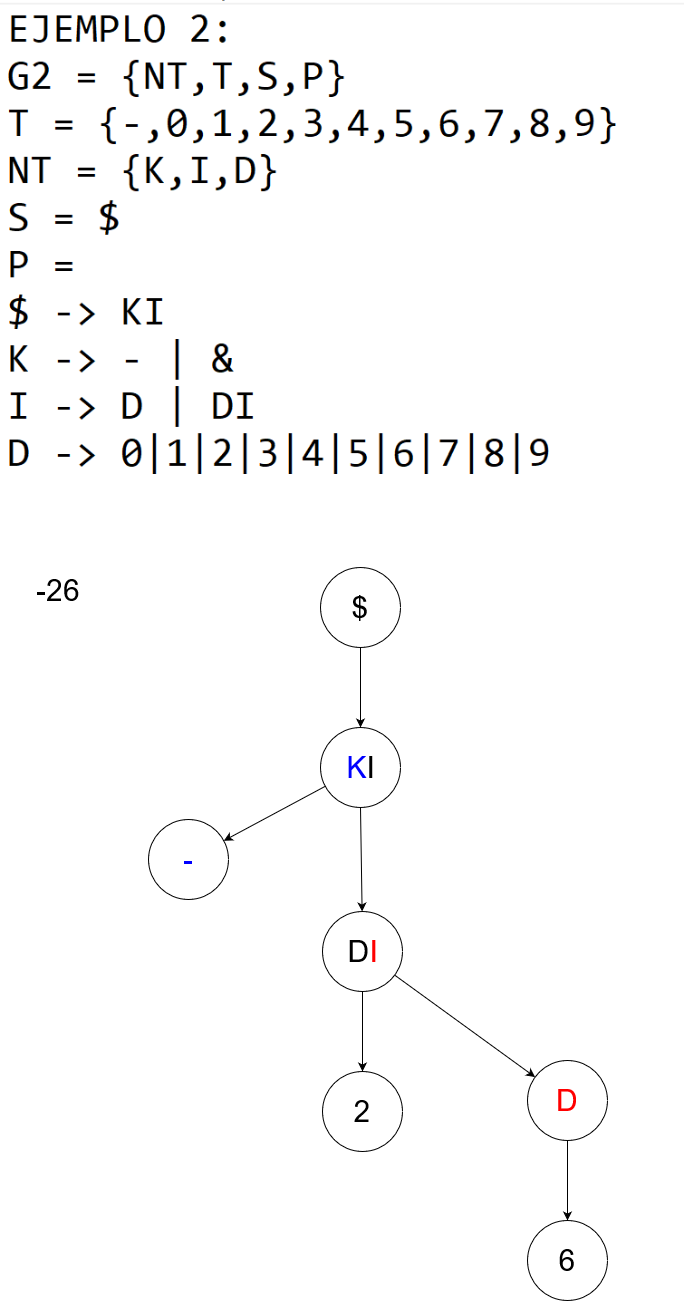 EJEMPLO 2:
G2 = {NT,T,S,P}
T = {-,0,1,2,3,4,5,6,7,8,9}
NT = {K,I,D}
S = $
P =
$ -> KI
K -> - | &
I -> D | DI
D -> 0|1|2|3|4|5|6|7|8|9
-26
$
KI
-
DI
2
D
6